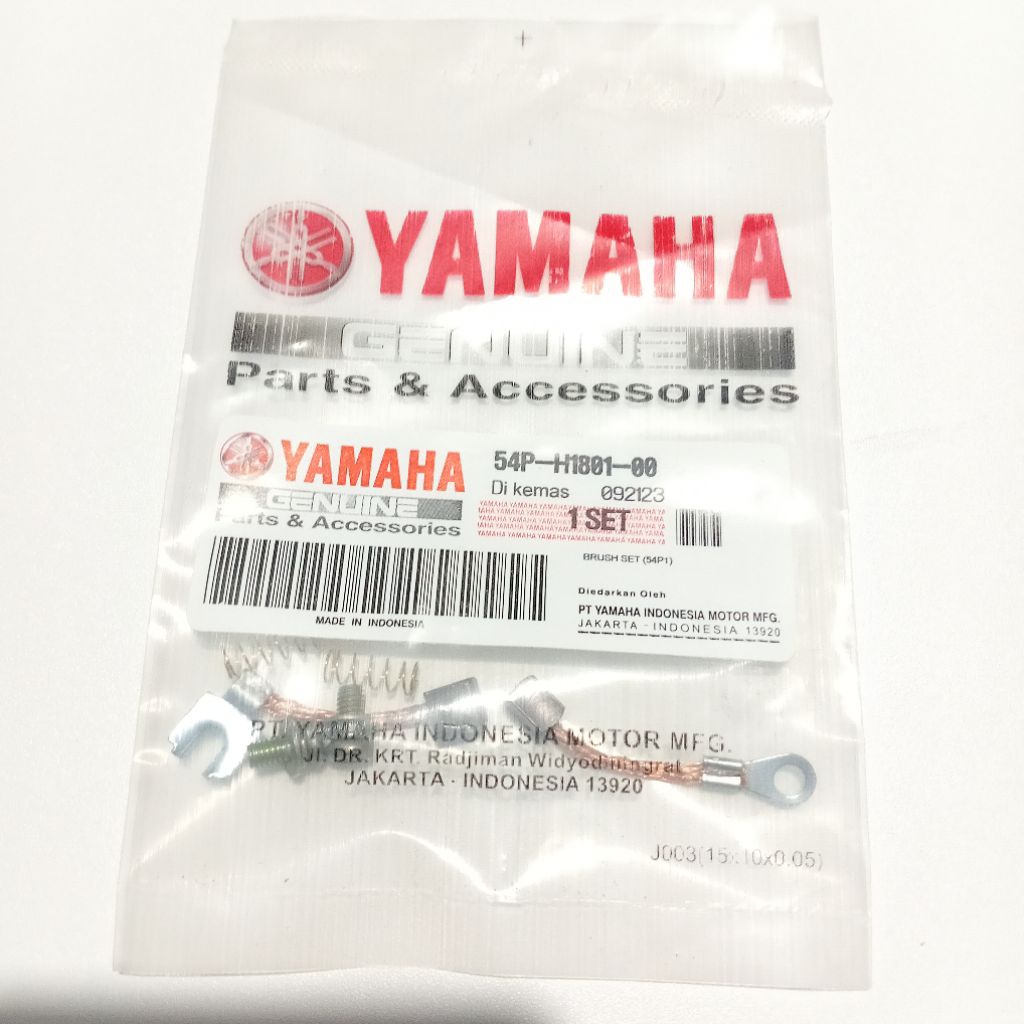 YAMAHA
GENUINE
Parts & Accessories
YAMAHA
GENUINE
Parts & Accessories
MADE IN INDONESIA
54P-H1801-00
Di kemas 092123
1 SET
BRUSH SET (54P1)
Diedarkan Oleh
PT YAMAHA INDONESIA MOTOR MFG.
JAKARTA - INDONESIA 13920
PT. YAMAHA INDONESIA MOTOR MFG.
Jl. DR. KRT. Radjiman Widyodiningrat
JAKARTA - INDONESIA 13920
J003(15x10x0.05)